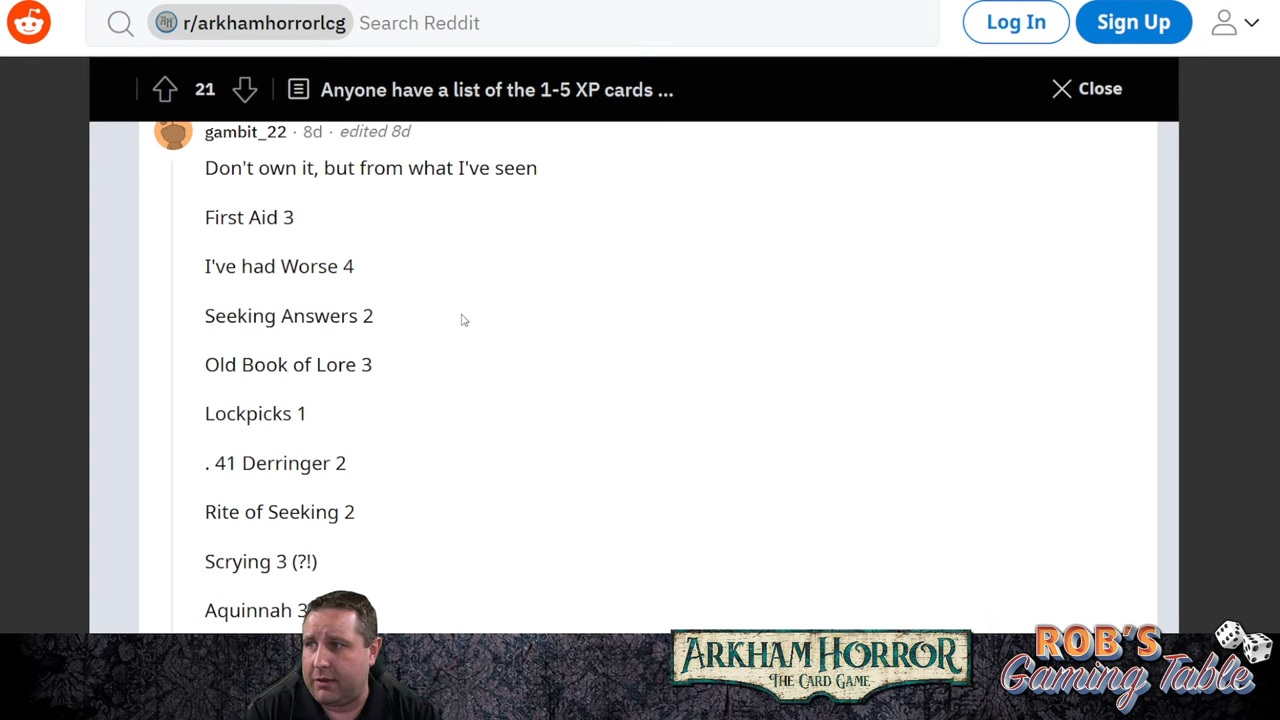 r/arkhamhorrorlcg Search Reddit Log In Sign Up
21 Anyone have a list of the 1-5 XP cards ... Close
gambit_22 · 8d · edited 8d
Don't own it, but from what I've seen
First Aid 3
I've had Worse 4
Seeking Answers 2
Old Book of Lore 3
Lockpicks 1
. 41 Derringer 2
Rite of Seeking 2
Scrying 3 (?!)
Aquinnah 3
ARKHAM HORROR
THE CARD GAME
ROB'S
Gaming Table